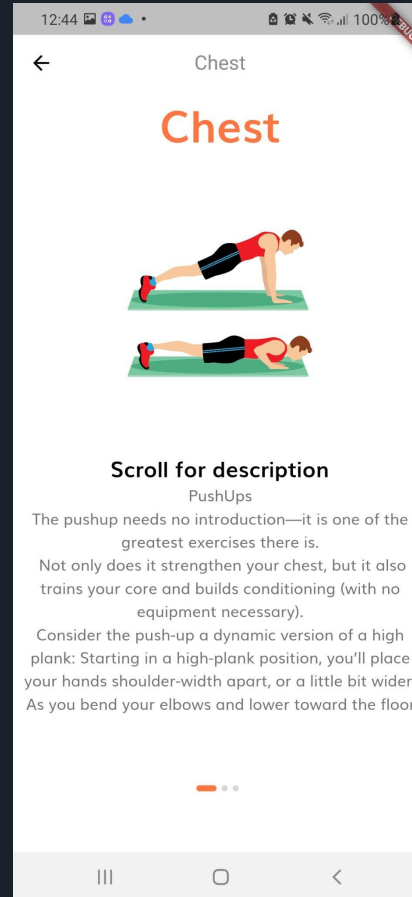 12:44
100%
BUG
Chest
Chest
Scroll for description
PushUps
The pushup needs no introduction—it is one of the
greatest exercises there is.
Not only does it strengthen your chest, but it also
trains your core and builds conditioning (with no
equipment necessary).
Consider the push-up a dynamic version of a high
plank: Starting in a high-plank position, you’ll place
your hands shoulder-width apart, or a little bit wider
As you bend your elbows and lower toward the floor